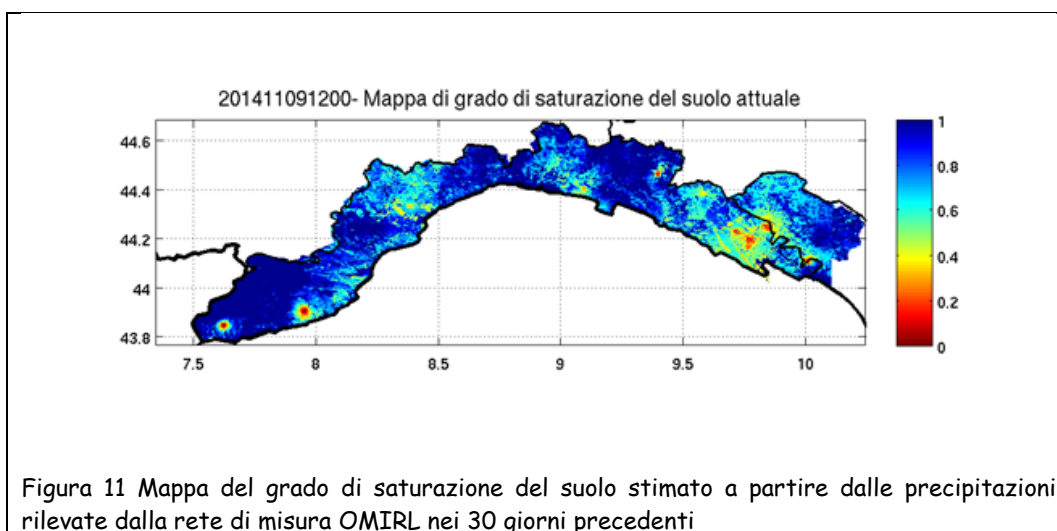 201411091200- Mappa di grado di saturazione del suolo attuale
44.6
44.4
44.2
44
43.8
7.5 8 8.5 9 9.5 10
1
0.8
0.6
0.4
0.2
0
Figura 11 Mappa del grado di saturazione del suolo stimato a partire dalle precipitazioni
rilevate dalla rete di misura OMIRL nei 30 giorni precedenti